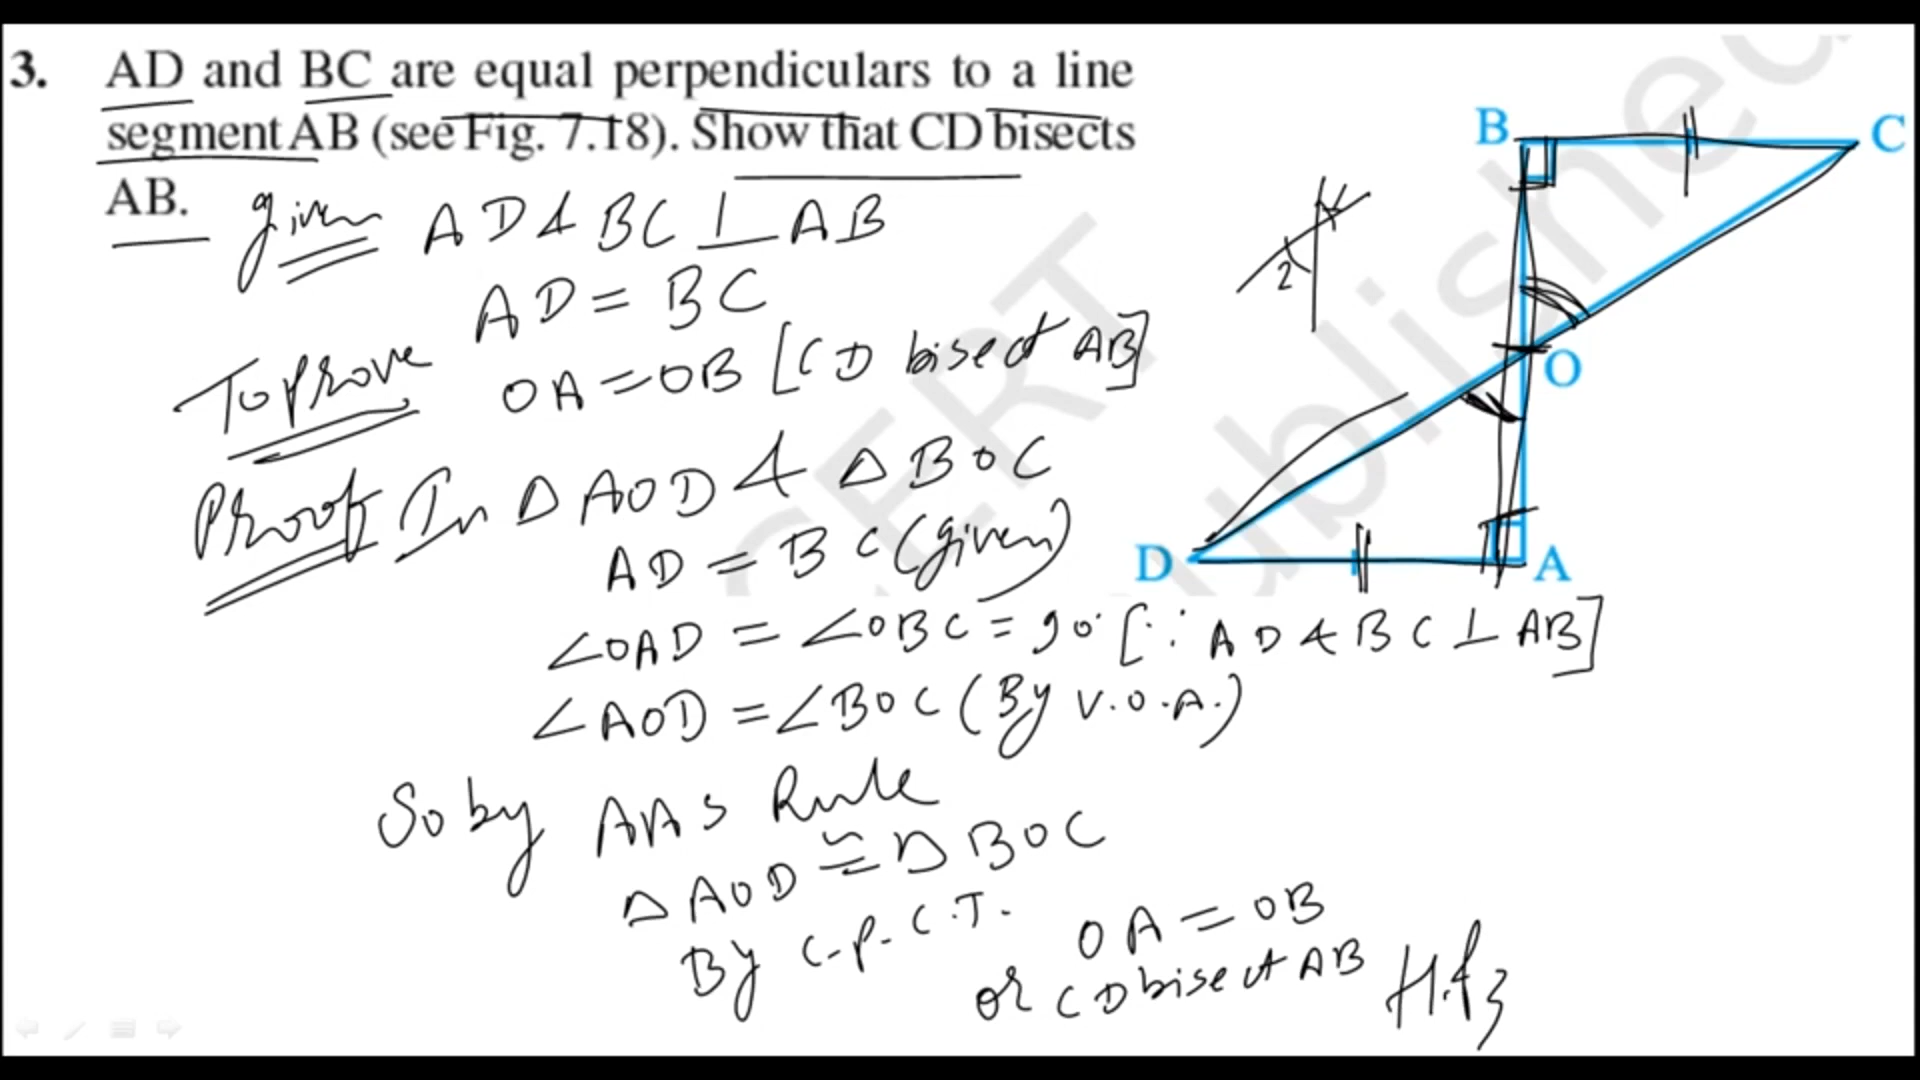 3. AD and BC are equal perpendiculars to a line
segment AB (see Fig. 7.18). Show that CD bisects
AB.
given AD & BC ⊥ AB
AD = BC
To prove OA = OB [CD bisect AB]
Proof In △AOD & △BOC
AD = BC (given)
∠OAD = ∠OBC = 90° [∵ AD & BC ⊥ AB]
∠AOD = ∠BOC (By V.O.A.)
So by AAS Rule
△AOD ≅ △BOC
By C.P.C.T.
OA = OB
or CD bisect AB
B
C
O
D
A
2